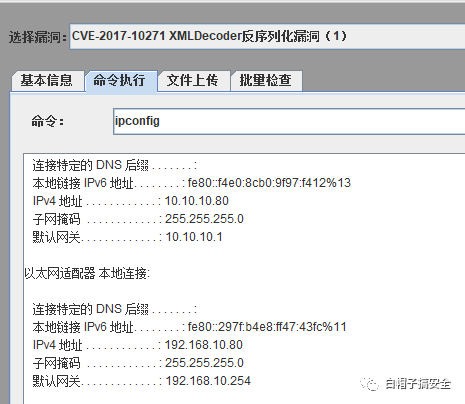 选择漏洞： CVE-2017-10271 XMLDecoder反序列化漏洞（1）
基本信息 命令执行 文件上传 批量检查
命令： ipconfig
连接特定的 DNS 后缀 . . . . . . . :
本地链接 IPv6 地址. . . . . . . . : fe80::f4e0:8cb0:9f97:f412%13
IPv4 地址 . . . . . . . . . . . . : 10.10.10.80
子网掩码 . . . . . . . . . . . . : 255.255.255.0
默认网关. . . . . . . . . . . . . : 10.10.10.1
以太网适配器 本地连接:
连接特定的 DNS 后缀 . . . . . . . :
本地链接 IPv6 地址. . . . . . . . : fe80::297f:b4e8:ff47:43fc%11
IPv4 地址 . . . . . . . . . . . . : 192.168.10.80
子网掩码 . . . . . . . . . . . . : 255.255.255.0
默认网关. . . . . . . . . . . . . : 192.168.10.254
白帽子搞安全